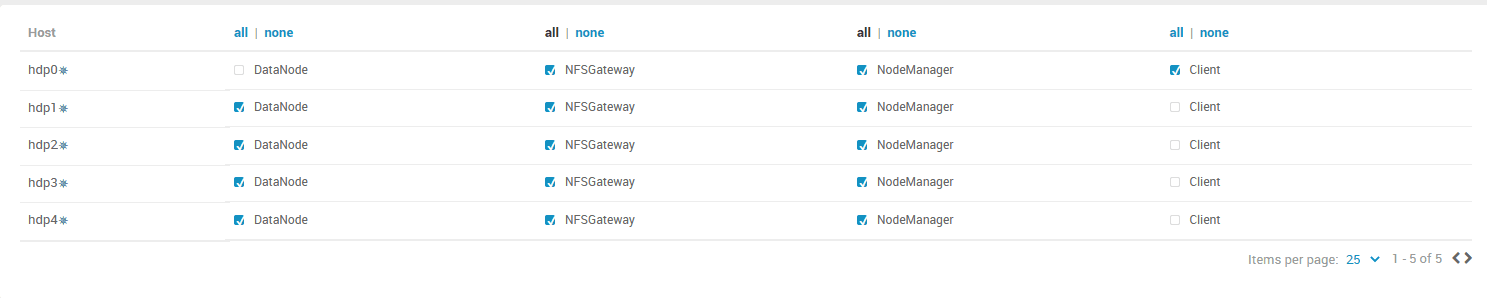 Host all | none all | none all | none all | none
hdp0✵ DataNode NFSGateway NodeManager Client
hdp1✵ DataNode NFSGateway NodeManager Client
hdp2✵ DataNode NFSGateway NodeManager Client
hdp3✵ DataNode NFSGateway NodeManager Client
hdp4✵ DataNode NFSGateway NodeManager Client
Items per page: 25 1 - 5 of 5